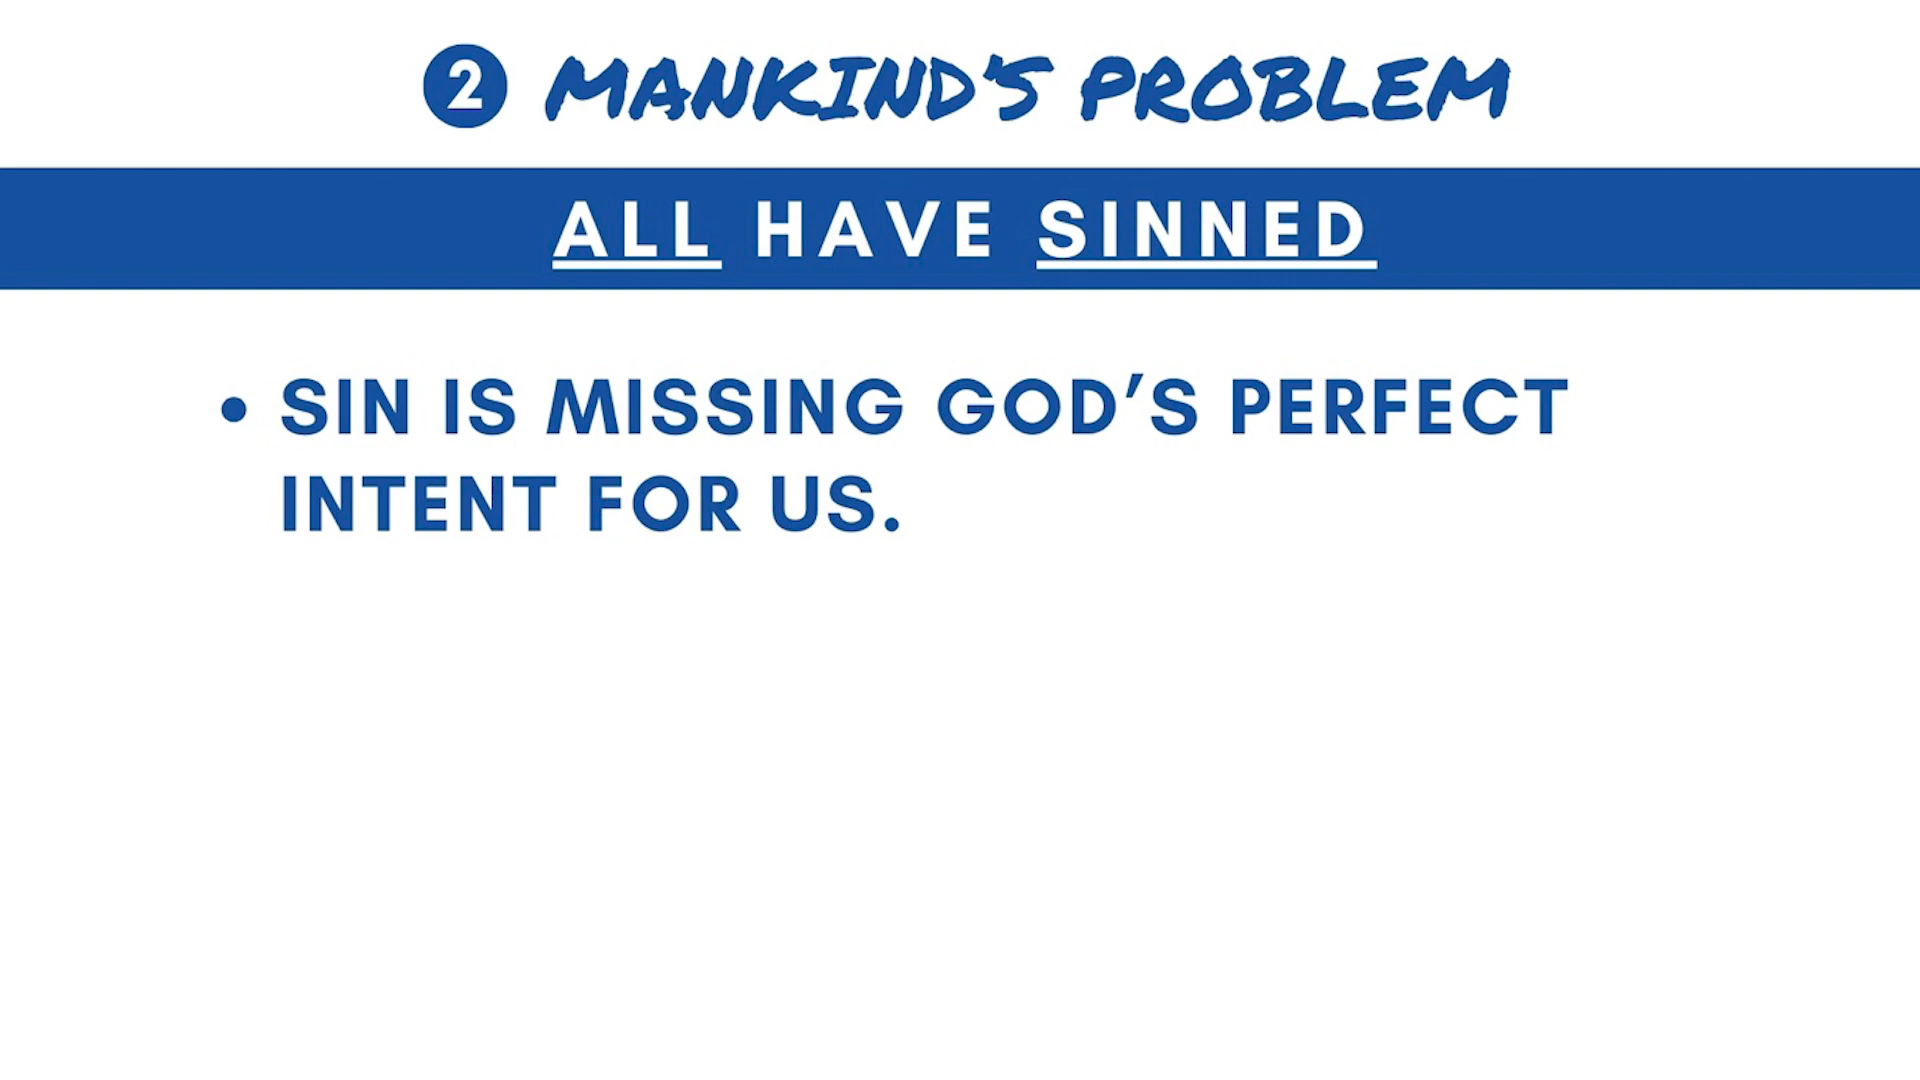 2 MANKIND'S PROBLEM
ALL HAVE SINNED
• SIN IS MISSING GOD'S PERFECT
INTENT FOR US.